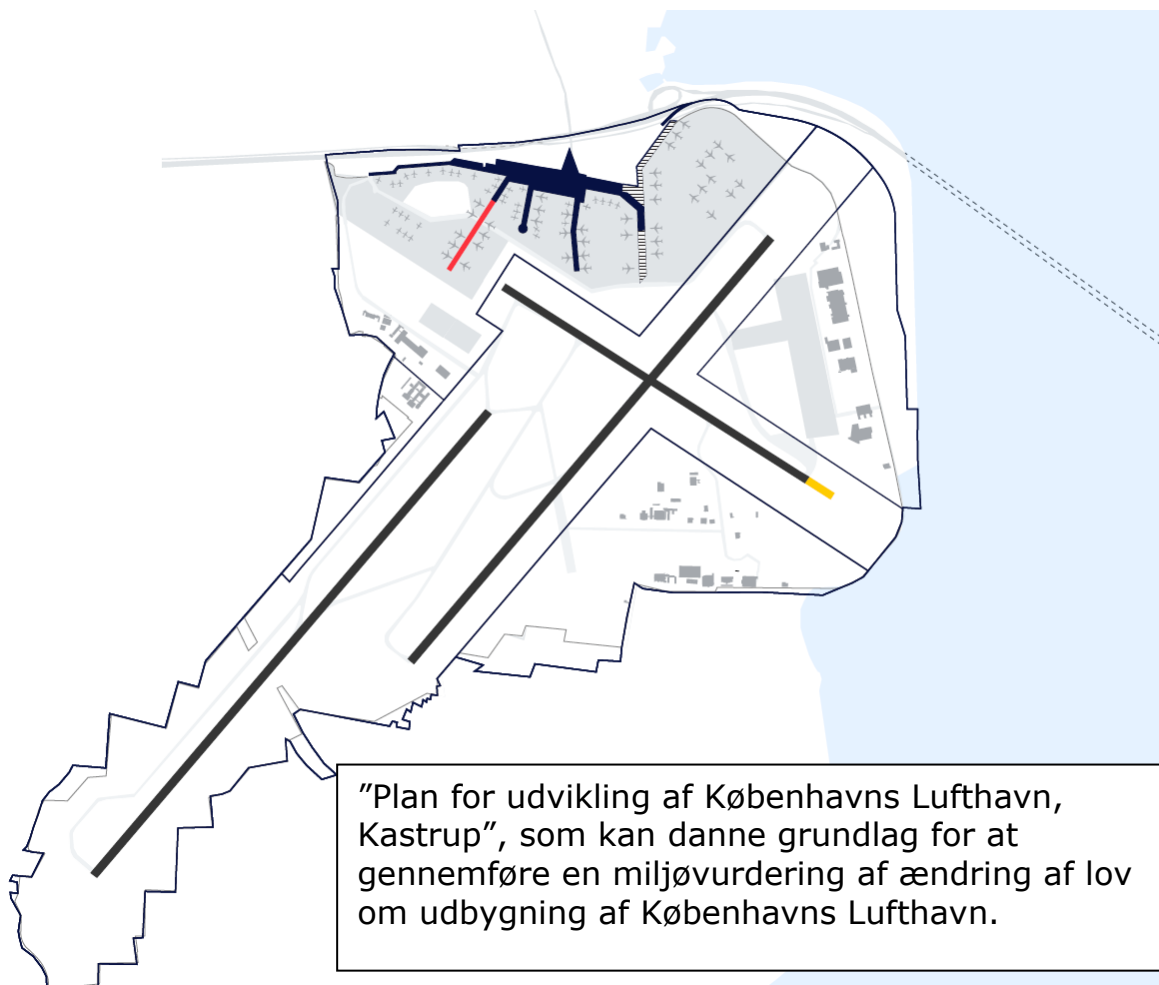 ”Plan for udvikling af Københavns Lufthavn,
Kastrup”, som kan danne grundlag for at
gennemføre en miljøvurdering af ændring af lov
om udbygning af Københavns Lufthavn.